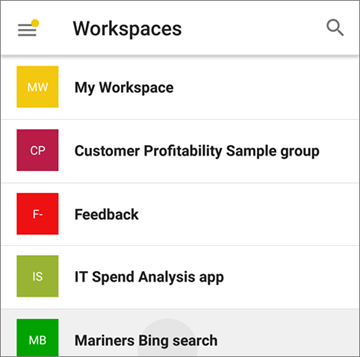 Workspaces
MW My Workspace
CP Customer Profitability Sample group
F- Feedback
IS IT Spend Analysis app
MB Mariners Bing search